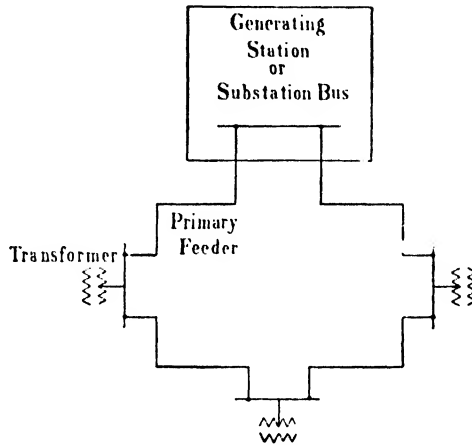 Generating
Station
or
Substation Bus
Primary
Feeder
Transformer